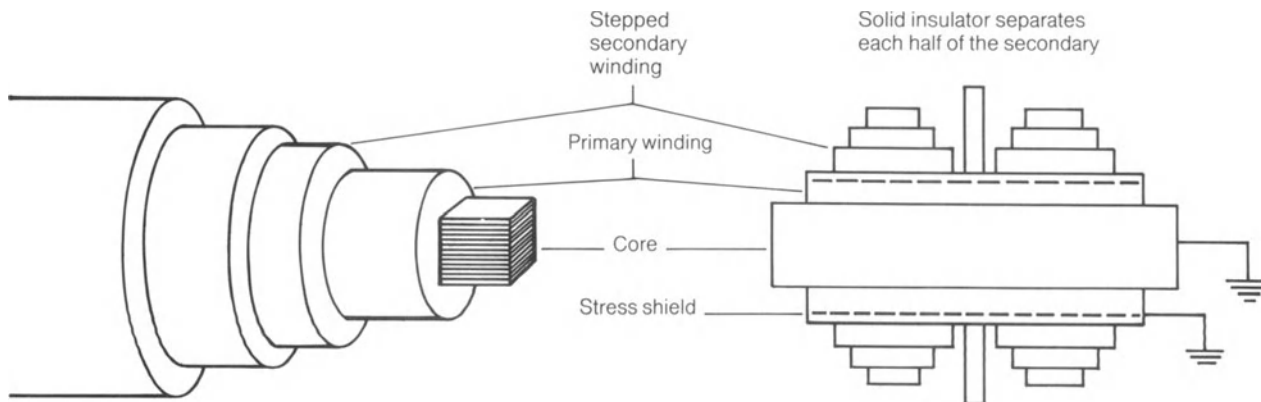 Stepped
secondary
winding
Solid insulator separates
each half of the secondary
Primary winding
Core
Stress shield